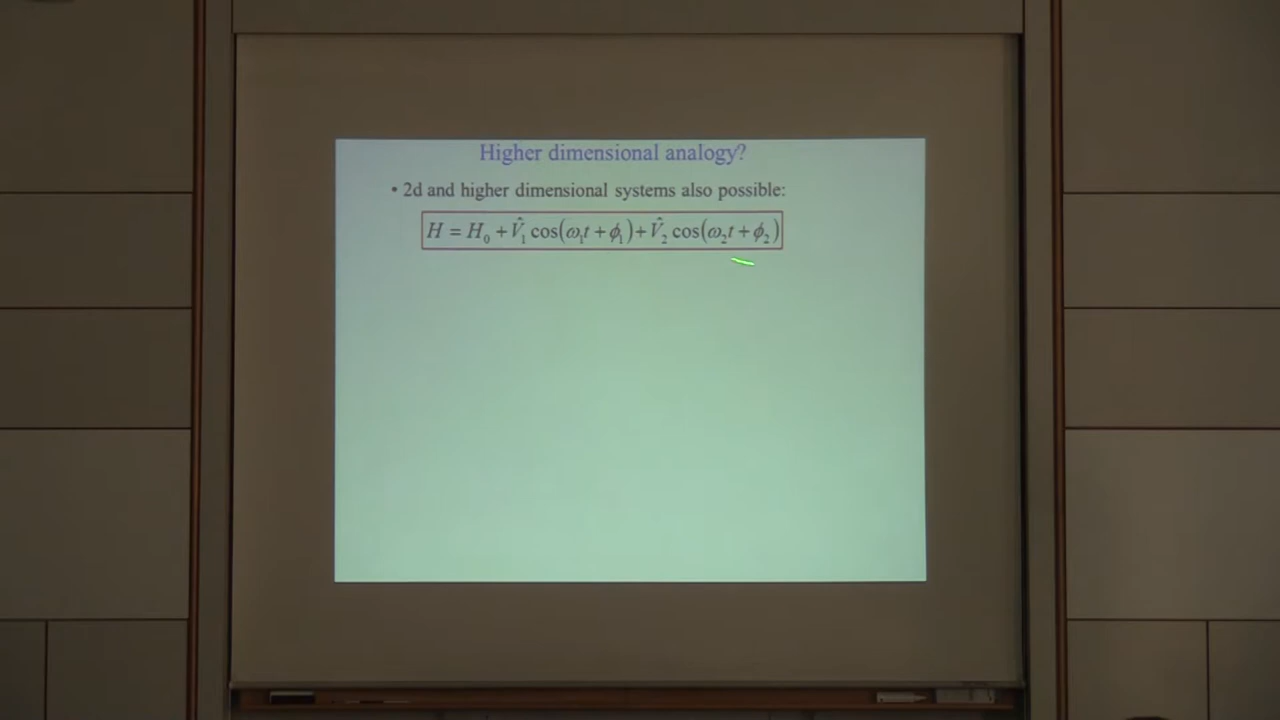 Higher dimensional analogy?
• 2d and higher dimensional systems also possible:
H = H₀ + V̂₁ cos(ω₁t + ϕ₁) + V̂₂ cos(ω₂t + ϕ₂)